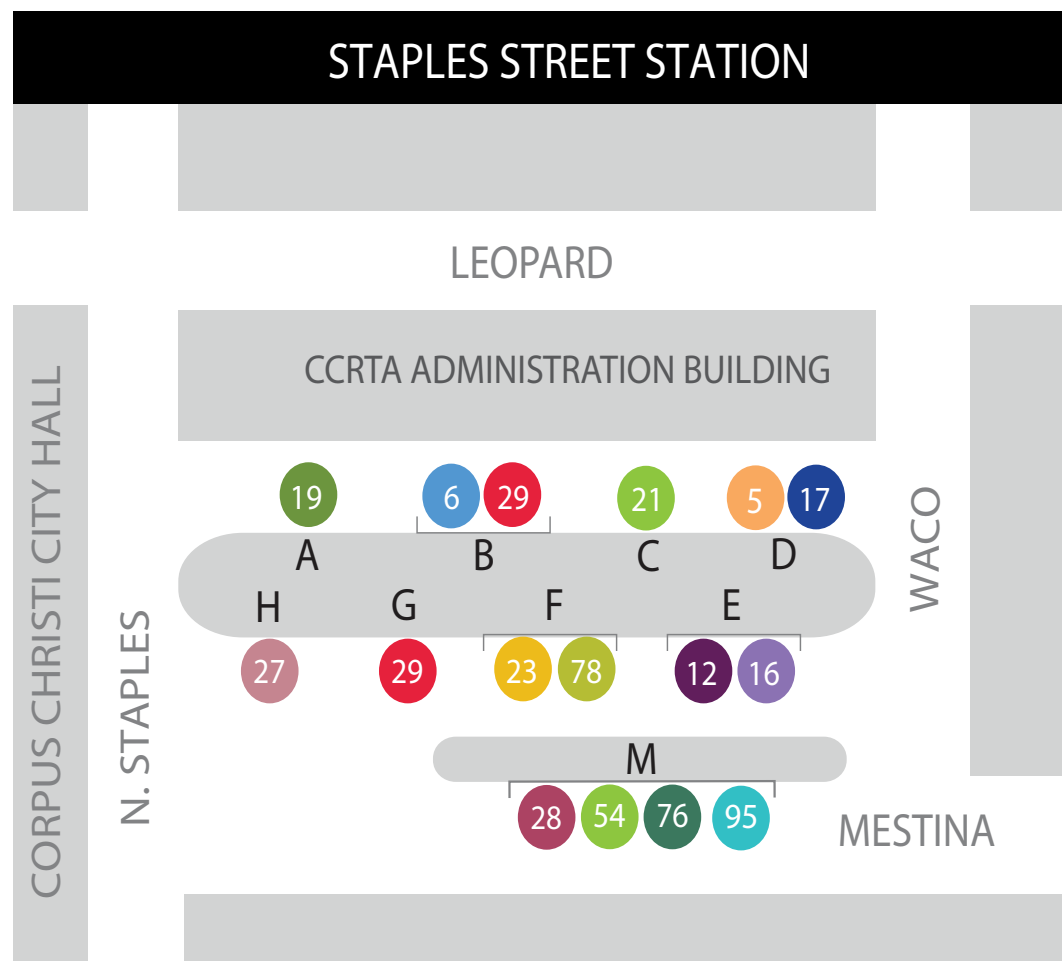 STAPLES STREET STATION
LEOPARD
CCRTA ADMINISTRATION BUILDING
CORPUS CHRISTI CITY HALL
N. STAPLES
WACO
19
6 29
21
5 17
A B C D
H G F E
27
29
23 78
12 16
M
28 54 76 95
MESTINA